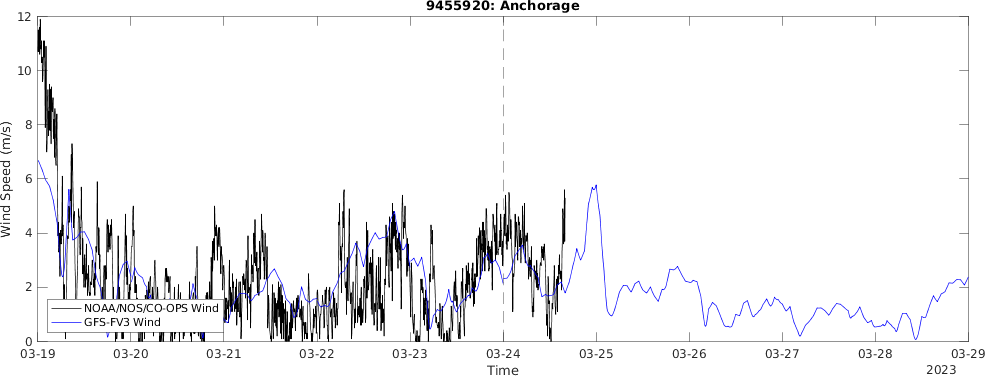 9455920: Anchorage
12
10
8
6
4
2
0
Wind Speed (m/s)
NOAA/NOS/CO-OPS Wind
GFS-FV3 Wind
03-19 03-20 03-21 03-22 03-23 03-24 03-25 03-26 03-27 03-28 03-29
Time
2023